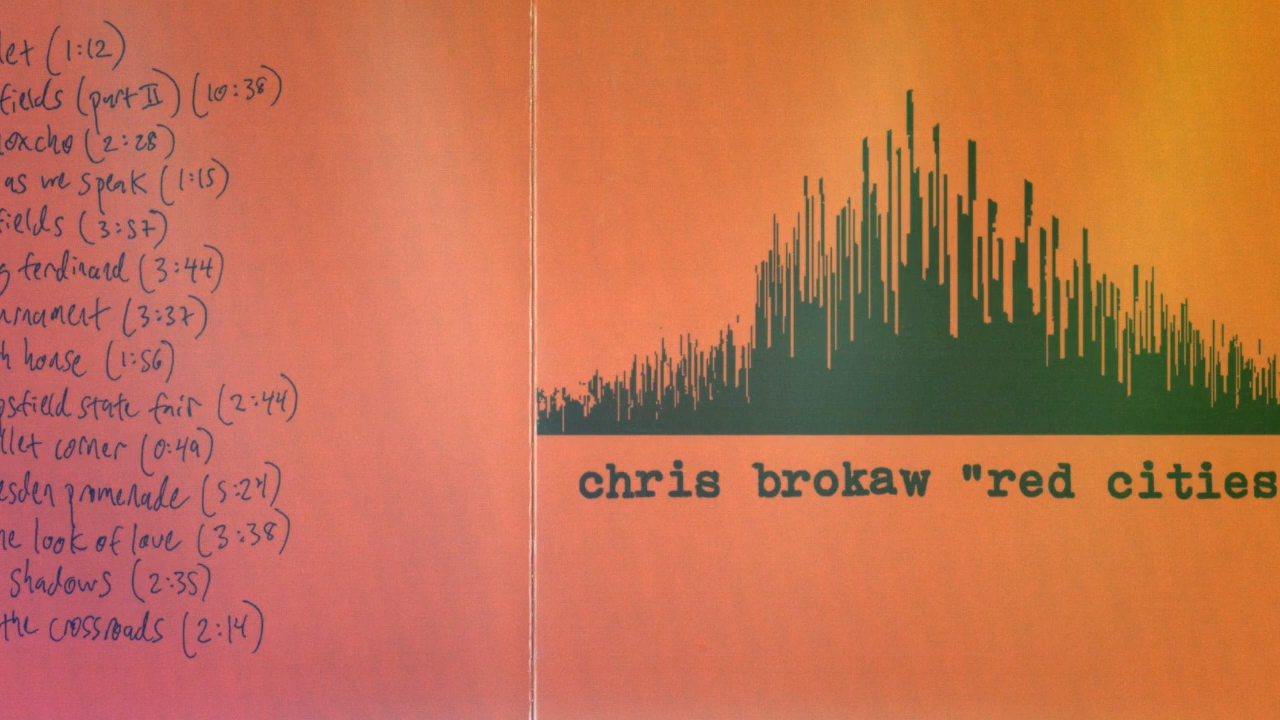 let (1:12)
fields (part II) (10:38)
oxcho (2:28)
as we speak (1:15)
fields (3:57)
g ferdinand (3:44)
rnament (3:37)
h house (1:56)
psfield state fair (2:44)
llet corner (0:49)
esden promenade (5:27)
he look of love (3:38)
shadows (2:35)
the crossroads (2:14)
chris brokaw "red cities